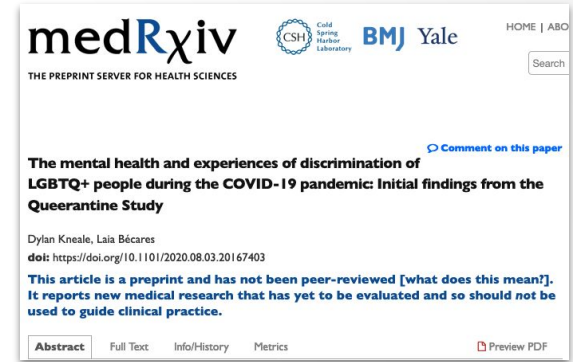 medRχiv
THE PREPRINT SERVER FOR HEALTH SCIENCES
CSH Cold Spring Harbor Laboratory
BMJ Yale
HOME | ABO
Search
Comment on this paper
The mental health and experiences of discrimination of
LGBTQ+ people during the COVID-19 pandemic: Initial findings from the
Queerantine Study
Dylan Kneale, Laia Bécares
doi: https://doi.org/10.1101/2020.08.03.20167403
This article is a preprint and has not been peer-reviewed [what does this mean?].
It reports new medical research that has yet to be evaluated and so should not be
used to guide clinical practice.
Abstract Full Text Info/History Metrics Preview PDF